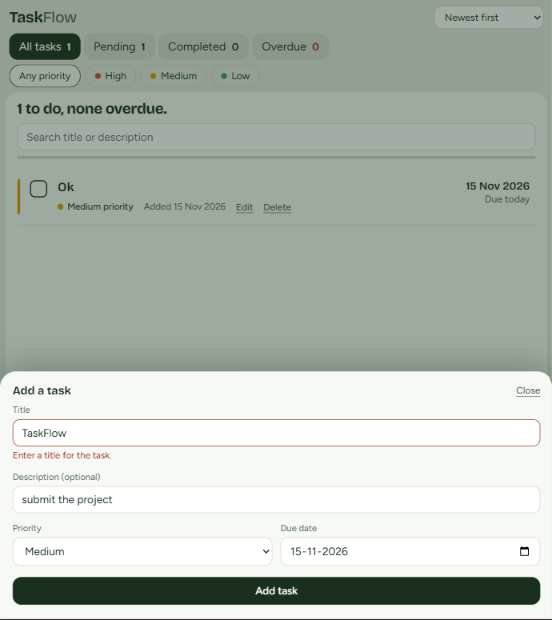 TaskFlow
Newest first
All tasks 1 Pending 1 Completed 0 Overdue 0
Any priority High Medium Low
1 to do, none overdue.
Search title or description
Ok
15 Nov 2026
Medium priority Added 15 Nov 2026 Edit Delete
Due today
Add a task
Close
Title
TaskFlow
Enter a title for the task.
Description (optional)
submit the project
Priority
Due date
Medium
15-11-2026
Add task